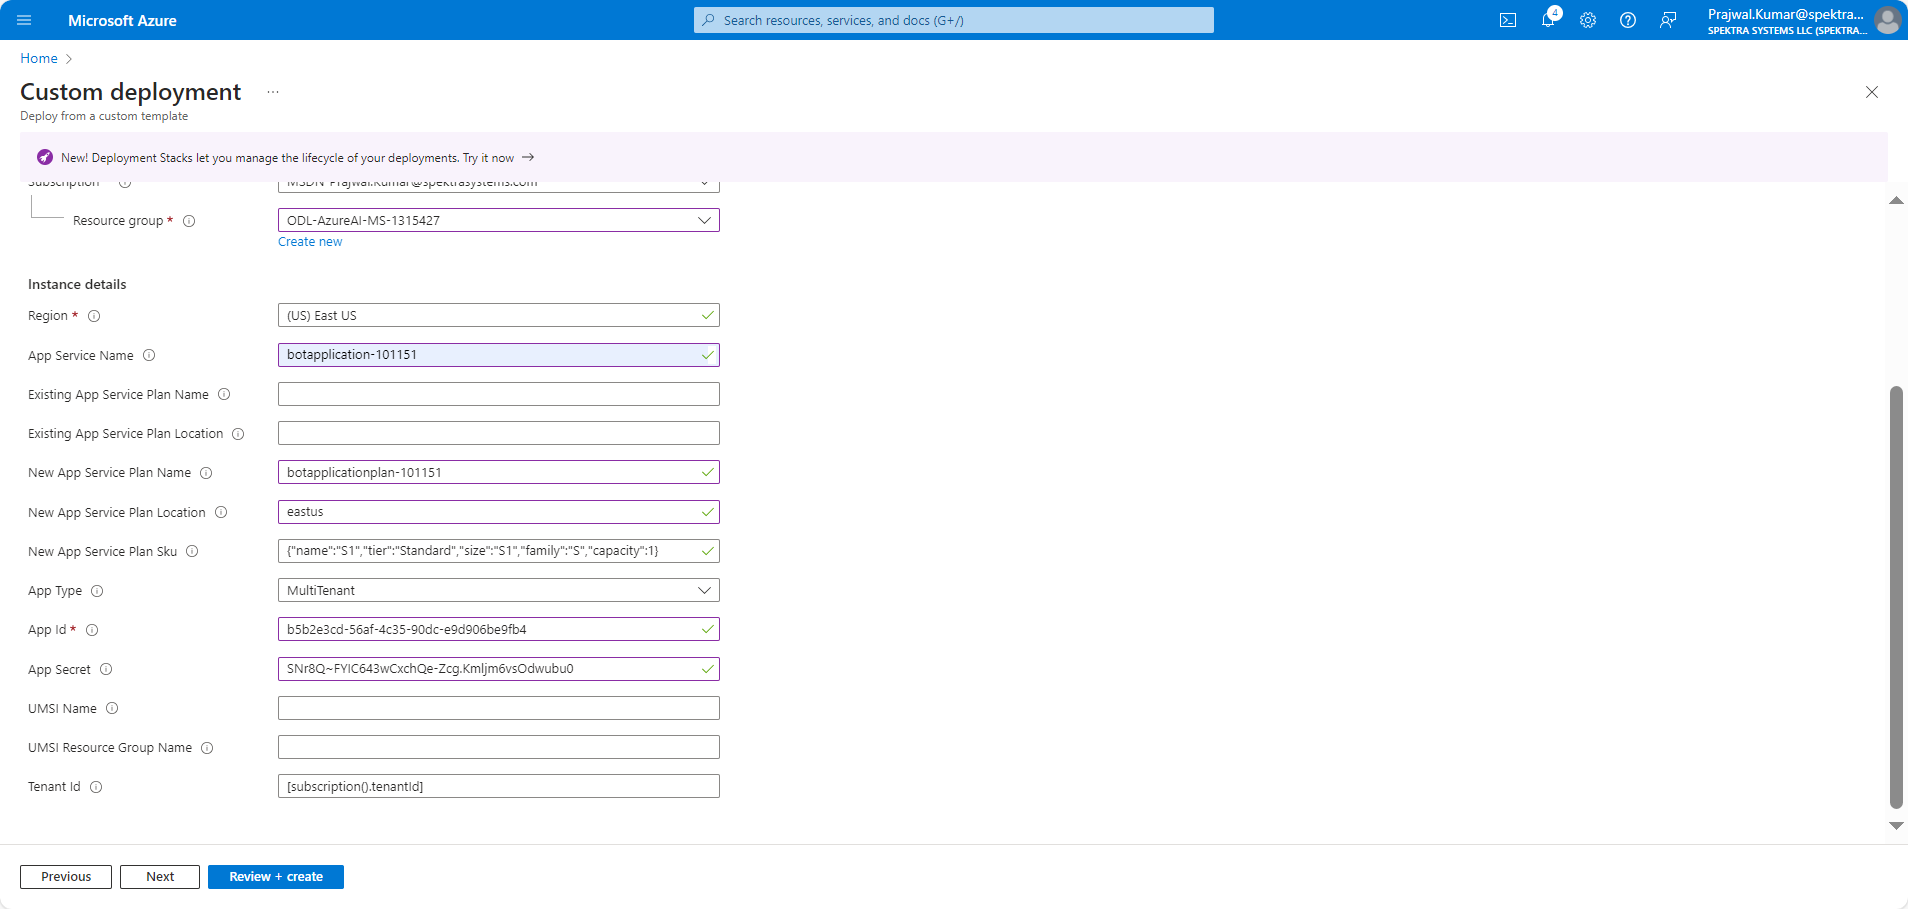 Microsoft Azure
Search resources, services, and docs (G+/)
4
Prajwal.Kumar@spektra...
SPEKTRA SYSTEMS LLC (SPEKTRA...
Home
Custom deployment ...
Deploy from a custom template
New! Deployment Stacks let you manage the lifecycle of your deployments. Try it now →
Subscription MSDN-Prajwal.Kumar@spektrasystems.com
Resource group * ODL-AzureAI-MS-1315427
Create new
Instance details
Region * (US) East US
App Service Name botapplication-101151
Existing App Service Plan Name
Existing App Service Plan Location
New App Service Plan Name botapplicationplan-101151
New App Service Plan Location eastus
New App Service Plan Sku {"name":"S1","tier":"Standard","size":"S1","family":"S","capacity":1}
App Type MultiTenant
App Id * b5b2e3cd-56af-4c35-90dc-e9d906be9fb4
App Secret SNr8Q~FYIC643wCxchQe-Zcg.Kmljm6vsOdwubu0
UMSI Name
UMSI Resource Group Name
Tenant Id [subscription().tenantId]
Previous Next Review + create